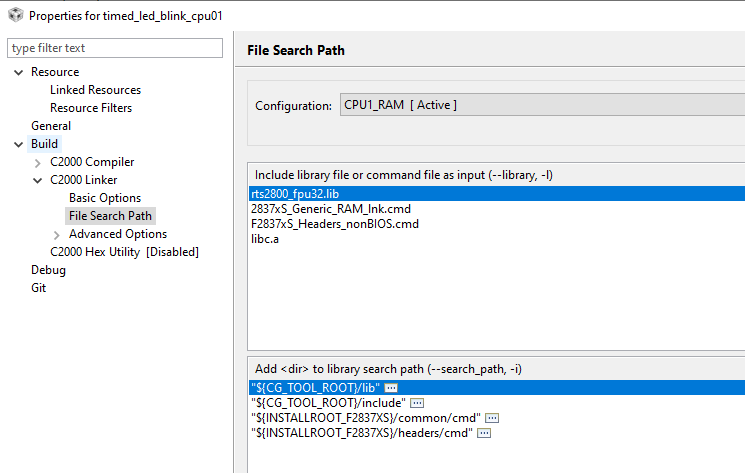 Properties for timed_led_blink_cpu01
type filter text
Resource
Linked Resources
Resource Filters
General
Build
C2000 Compiler
C2000 Linker
Basic Options
File Search Path
Advanced Options
C2000 Hex Utility [Disabled]
Debug
Git
File Search Path
Configuration: CPU1_RAM [ Active ]
Include library file or command file as input (--library, -l)
rts2800_fpu32.lib
2837xS_Generic_RAM_lnk.cmd
F2837xS_Headers_nonBIOS.cmd
libc.a
Add <dir> to library search path (--search_path, -i)
"${CG_TOOL_ROOT}/lib"
"${CG_TOOL_ROOT}/include"
"${INSTALLROOT_F2837XS}/common/cmd"
"${INSTALLROOT_F2837XS}/headers/cmd"